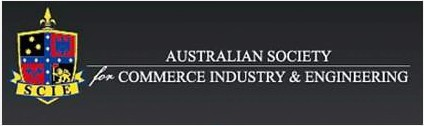 SCIE
AUSTRALIAN SOCIETY
for COMMERCE INDUSTRY & ENGINEERING